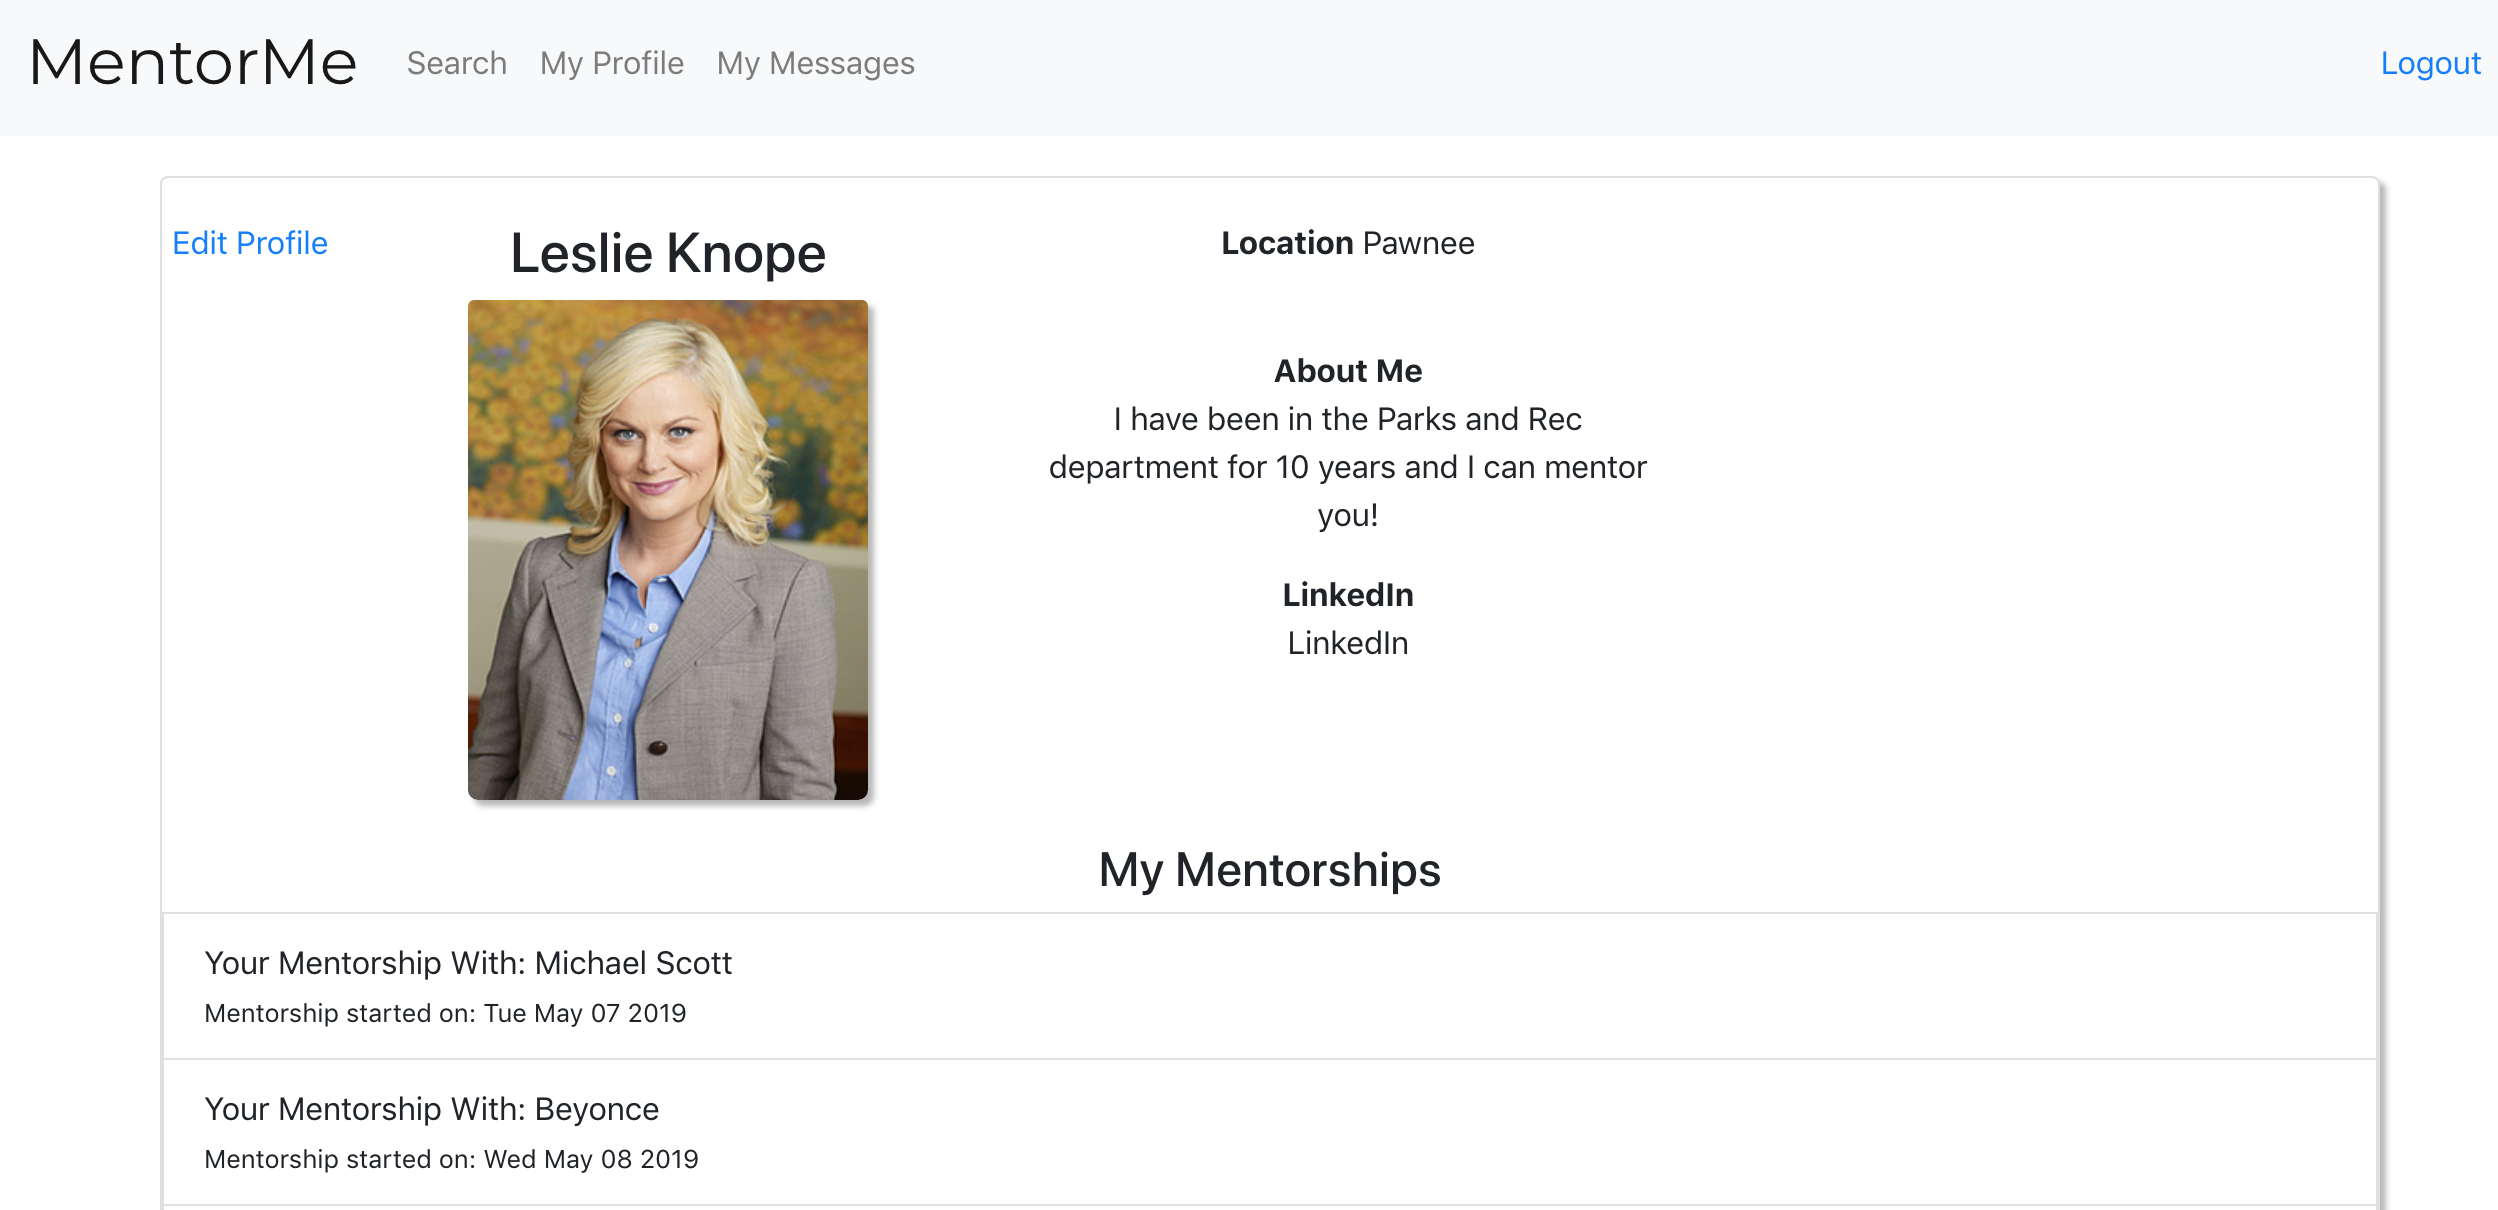 MentorMe
Search
My Profile
My Messages
Logout
Edit Profile
Leslie Knope
Location Pawnee
About Me
I have been in the Parks and Rec
department for 10 years and I can mentor
you!
LinkedIn
LinkedIn
My Mentorships
Your Mentorship With: Michael Scott
Mentorship started on: Tue May 07 2019
Your Mentorship With: Beyonce
Mentorship started on: Wed May 08 2019